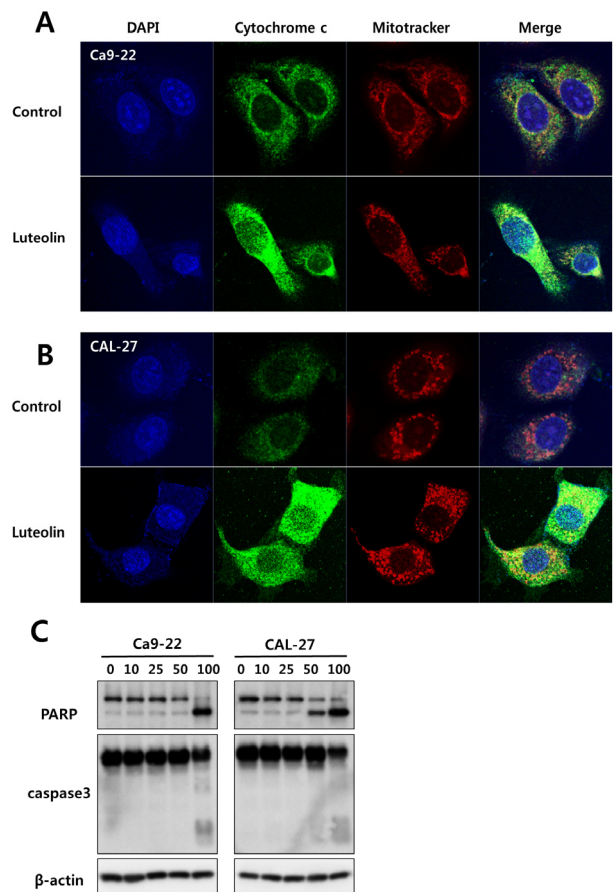 A
DAPI Cytochrome c Mitotracker Merge
Ca9-22
Control
Luteolin
B
CAL-27
Control
Luteolin
C
Ca9-22 CAL-27
0 10 25 50 100 0 10 25 50 100
PARP
caspase3
β-actin